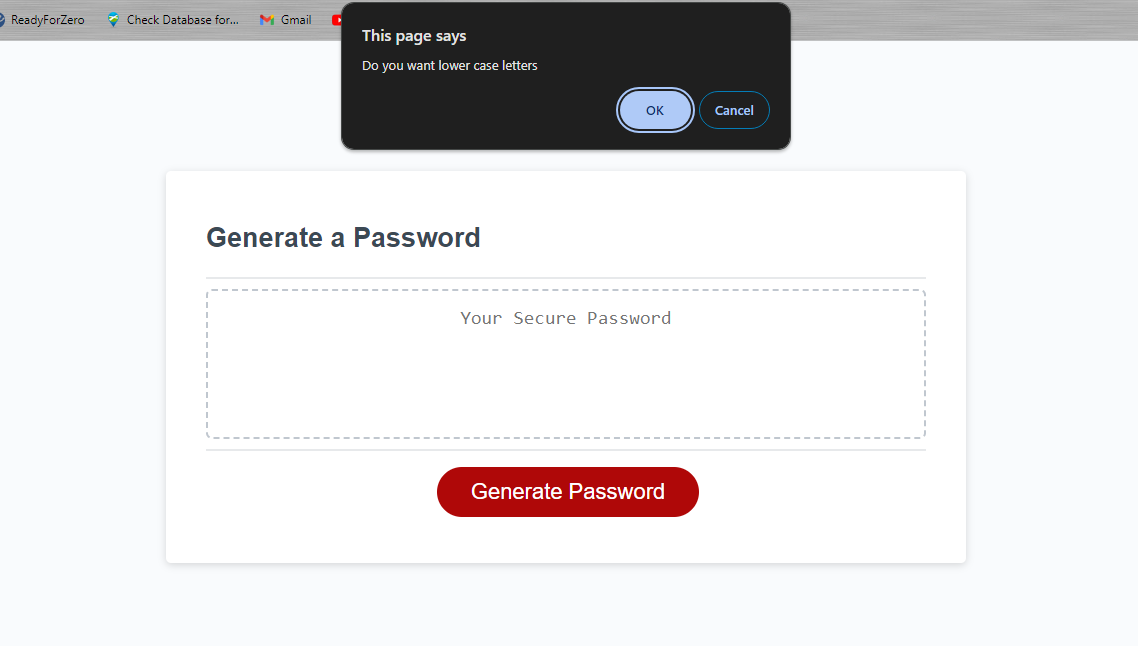 ReadyForZero Check Database for... Gmail
This page says
Do you want lower case letters
OK Cancel
Generate a Password
Your Secure Password
Generate Password